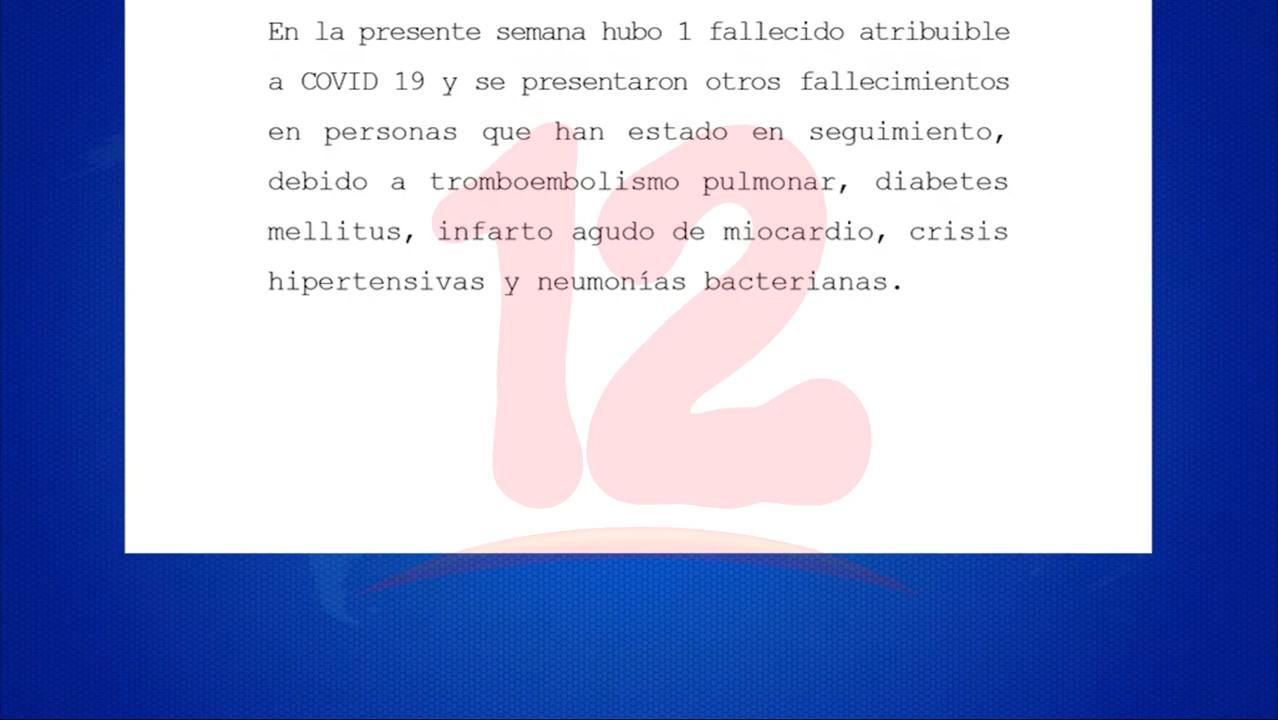 En la presente semana hubo 1 fallecido atribuible
a COVID 19 y se presentaron otros fallecimientos
en personas que han estado en seguimiento,
debido a tromboembolismo pulmonar, diabetes
mellitus, infarto agudo de miocardio, crisis
hipertensivas y neumonías bacterianas.
12